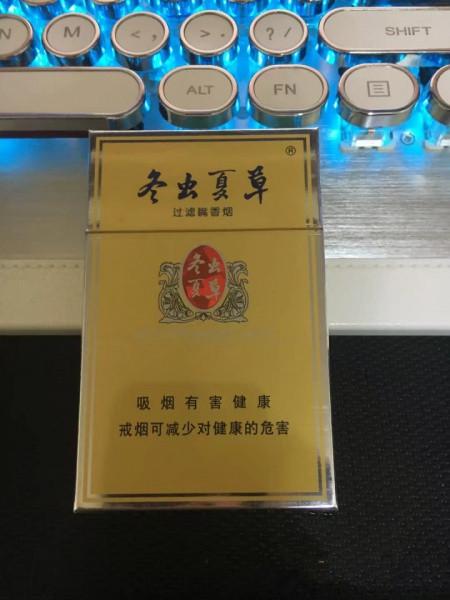 N
M
< ,
> .
? /
SHIFT
ALT
FN
冬虫夏草®
过滤嘴香烟
冬虫
夏草
吸烟有害健康
戒烟可减少对健康的危害